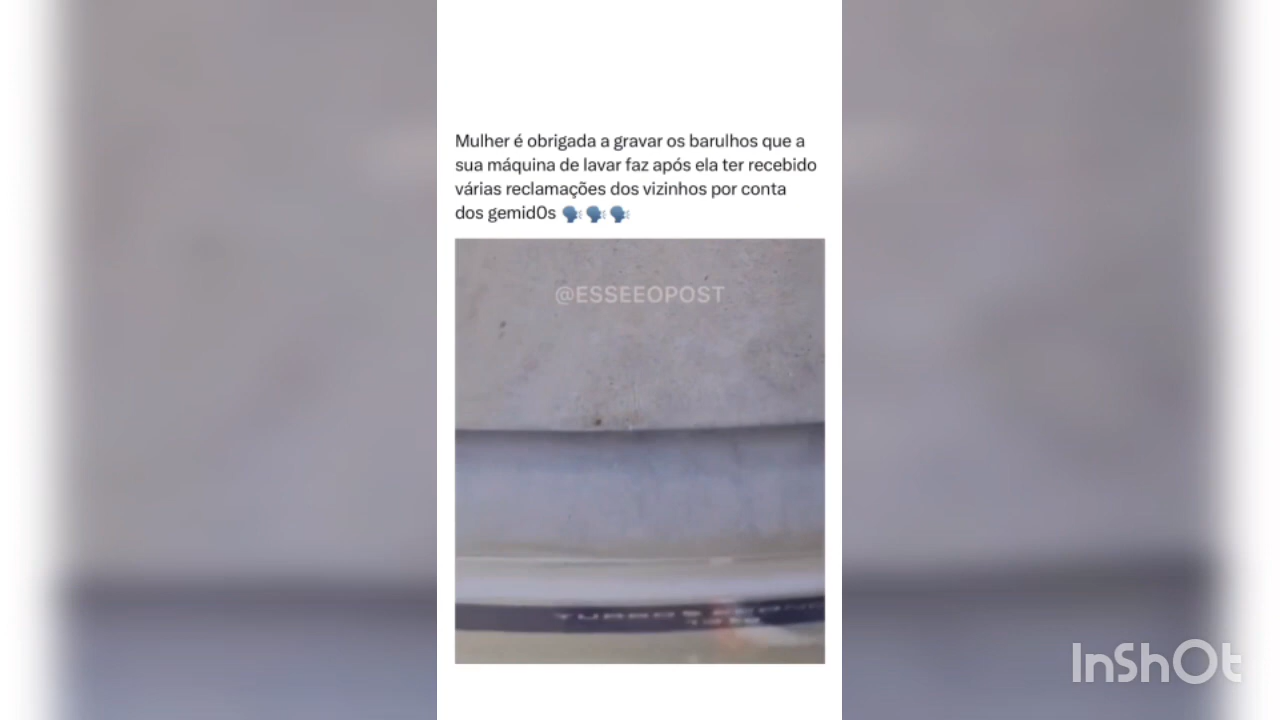 Mulher é obrigada a gravar os barulhos que a
sua máquina de lavar faz após ela ter recebido
várias reclamações dos vizinhos por conta
dos gemid0s 🗣️🗣️🗣️
@ESSEEOPOST
InShOt